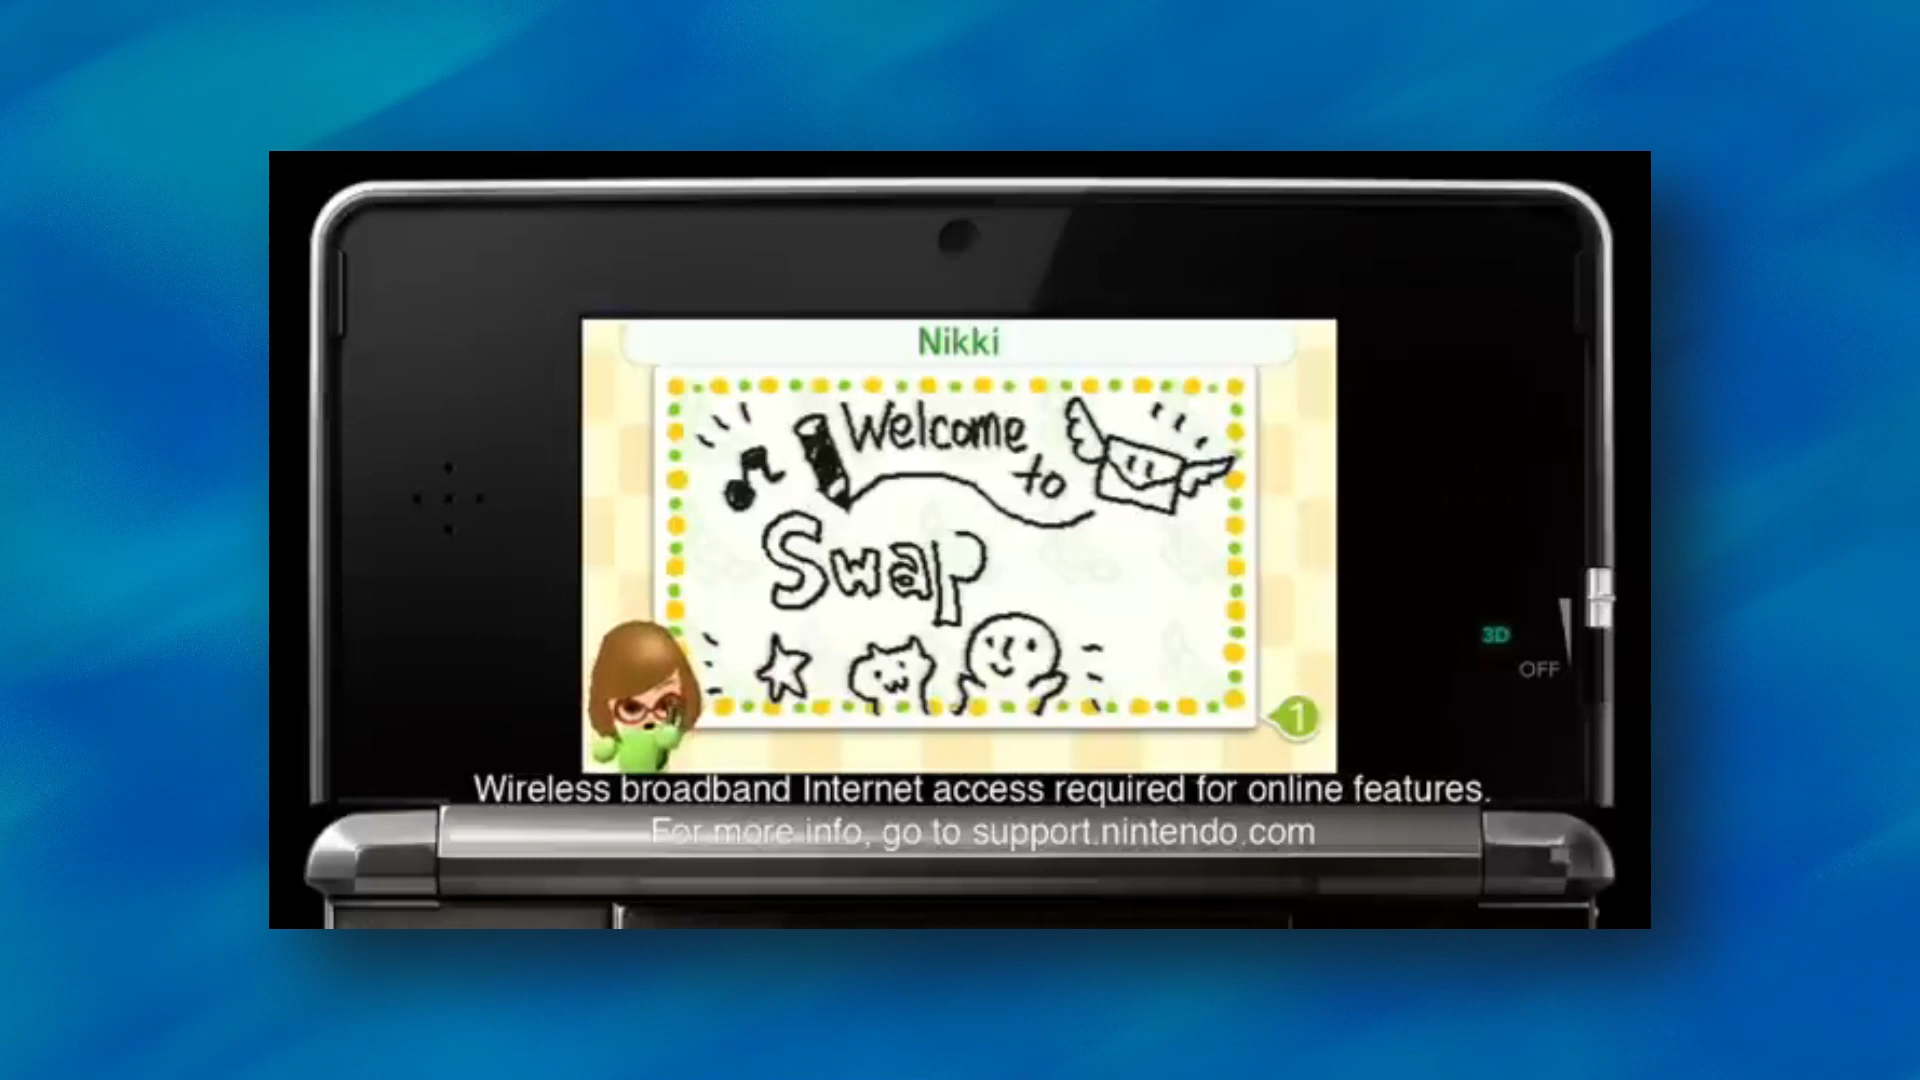 Nikki
Welcome
to
Swap
1
3D
OFF
Wireless broadband Internet access required for online features.
For more info, go to support.nintendo.com